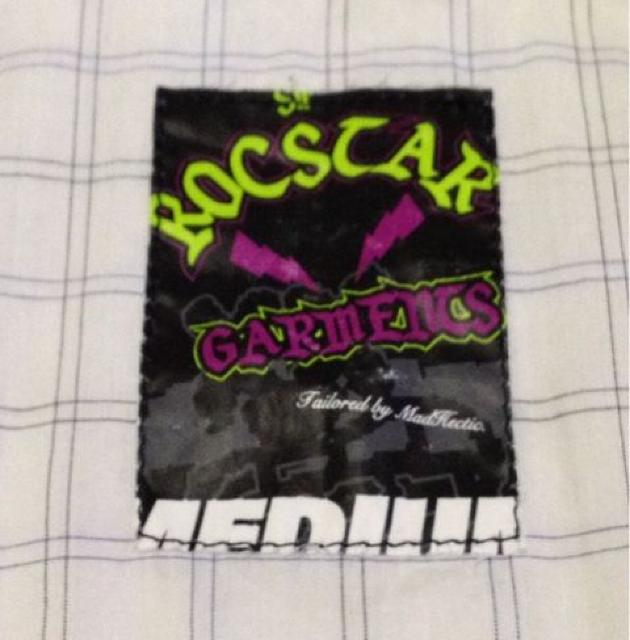 ROCSTAR
GARMENTS
Tailored by MadHectic.
MEDIUM